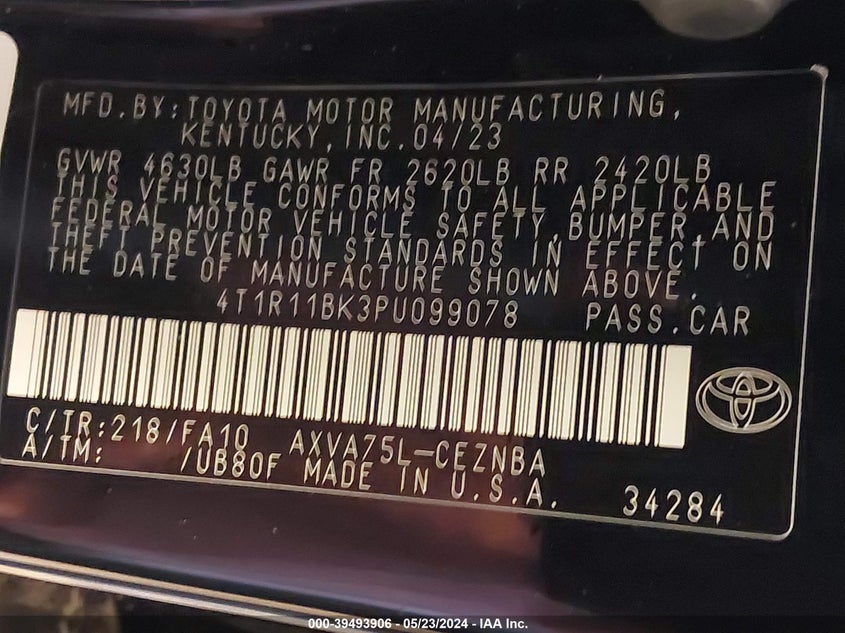 MFD.BY:TOYOTA MOTOR MANUFACTURING,
KENTUCKY,INC.04/23
GVWR 4630LB GAWR FR 2620LB RR 2420LB
THIS VEHICLE CONFORMS TO ALL APPLICABLE
FEDERAL MOTOR VEHICLE SAFETY,BUMPER,AND
THEFT PREVENTION STANDARDS IN EFFECT ON
THE DATE OF MANUFACTURE SHOWN ABOVE.
4T1R11BK3PU099078 PASS.CAR
C/TR:218/FA10 AXVA75L-CEZNBA
A/TM: /UB80F MADE IN U.S.A. 34284
000-39493906 - 05/23/2024 - IAA Inc.